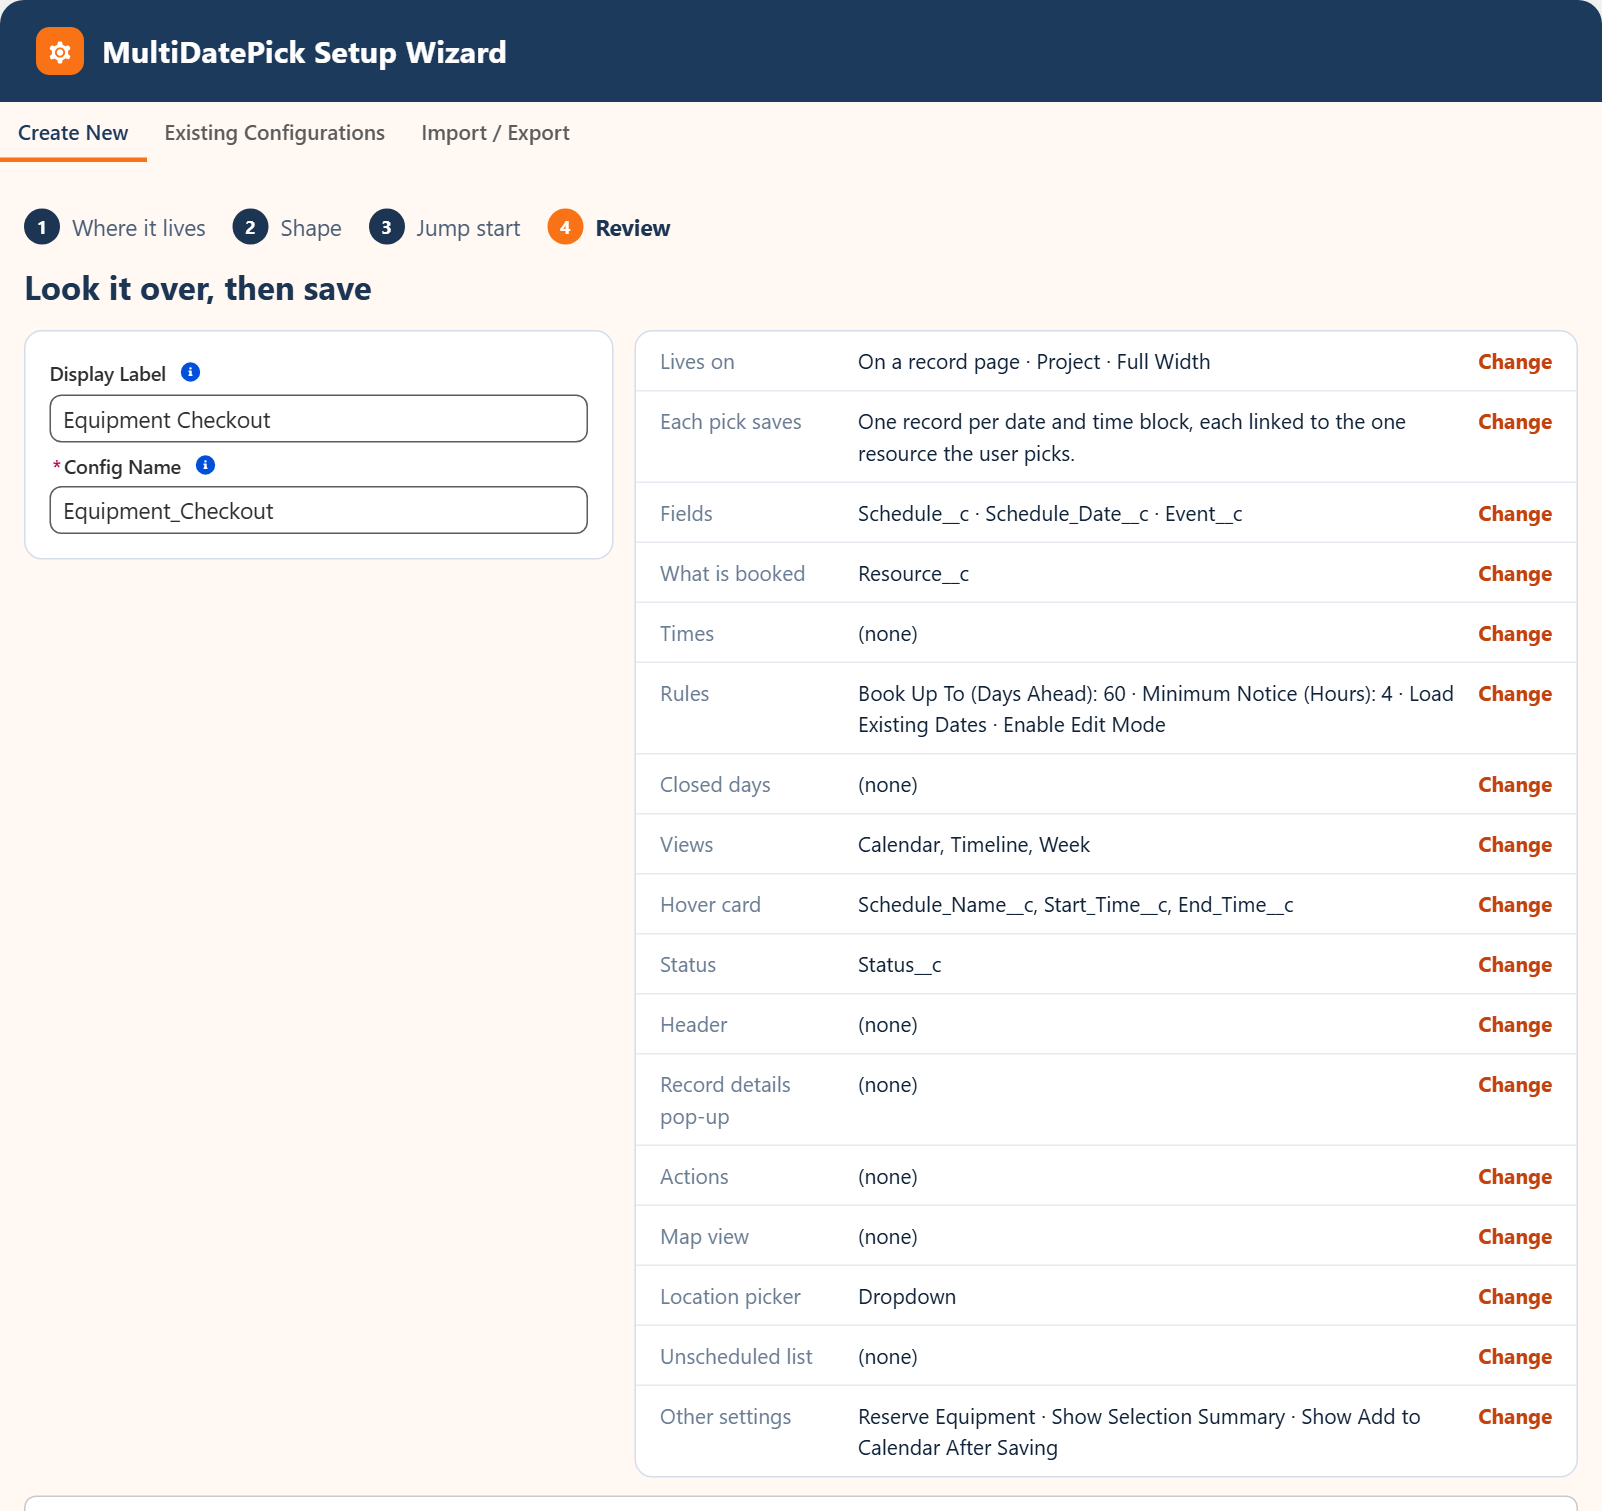 MultiDatePick Setup Wizard
Create New
Existing Configurations
Import / Export
1 Where it lives
2 Shape
3 Jump start
4 Review
Look it over, then save
Display Label
Equipment Checkout
*Config Name
Equipment_Checkout
Lives on
On a record page · Project · Full Width
Change
Each pick saves
One record per date and time block, each linked to the one
resource the user picks.
Change
Fields
Schedule__c · Schedule_Date__c · Event__c
Change
What is booked
Resource__c
Change
Times
(none)
Change
Rules
Book Up To (Days Ahead): 60 · Minimum Notice (Hours): 4 · Load
Existing Dates · Enable Edit Mode
Change
Closed days
(none)
Change
Views
Calendar, Timeline, Week
Change
Hover card
Schedule_Name__c, Start_Time__c, End_Time__c
Change
Status
Status__c
Change
Header
(none)
Change
Record details
pop-up
(none)
Change
Actions
(none)
Change
Map view
(none)
Change
Location picker
Dropdown
Change
Unscheduled list
(none)
Change
Other settings
Reserve Equipment · Show Selection Summary · Show Add to
Calendar After Saving
Change